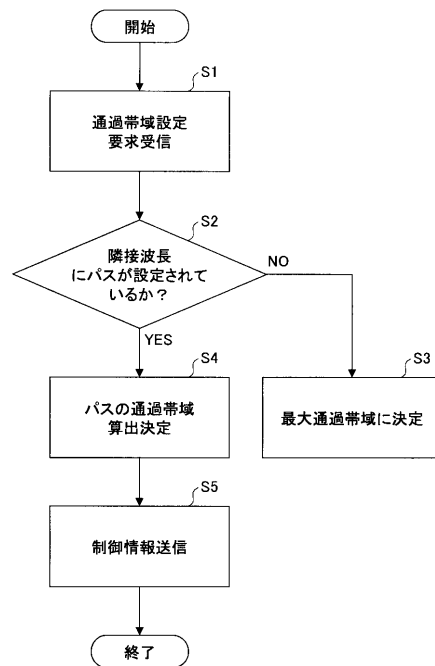 開始
S1
通過帯域設定
要求受信
S2
隣接波長
にパスが設定されて
いるか？
NO
YES
S4
パスの通過帯域
算出決定
S3
最大通過帯域に決定
S5
制御情報送信
終了